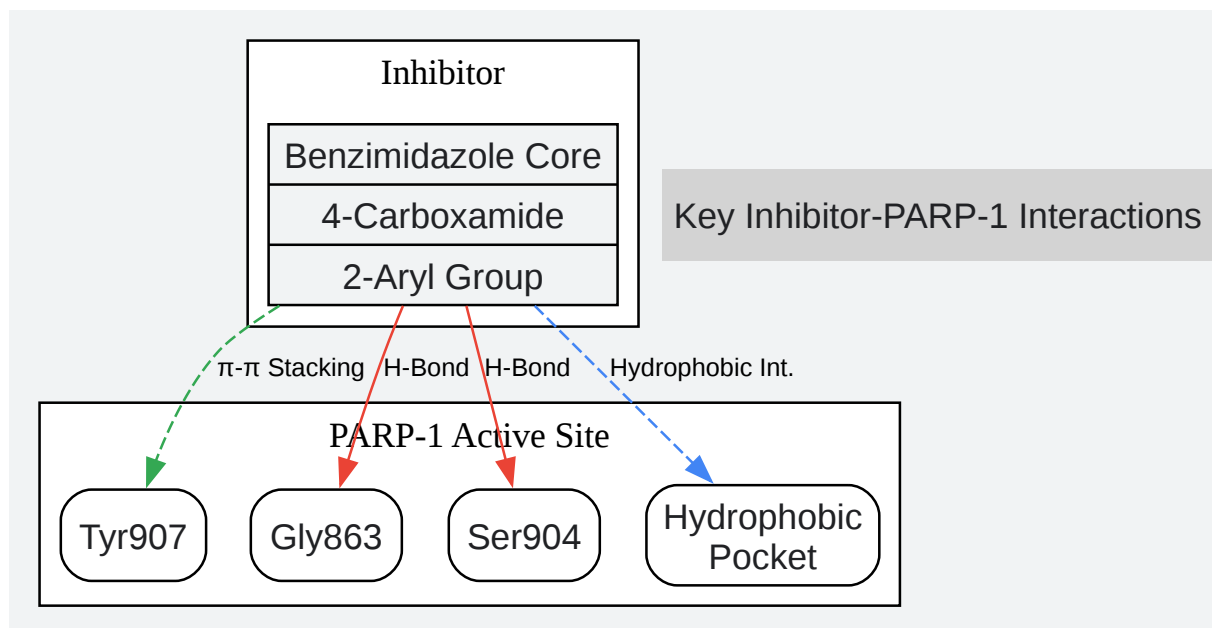 Inhibitor
Benzimidazole Core
4-Carboxamide
2-Aryl Group
Key Inhibitor-PARP-1 Interactions
π-π Stacking
H-Bond
H-Bond
Hydrophobic Int.
PARP-1 Active Site
Tyr907
Gly863
Ser904
Hydrophobic
Pocket